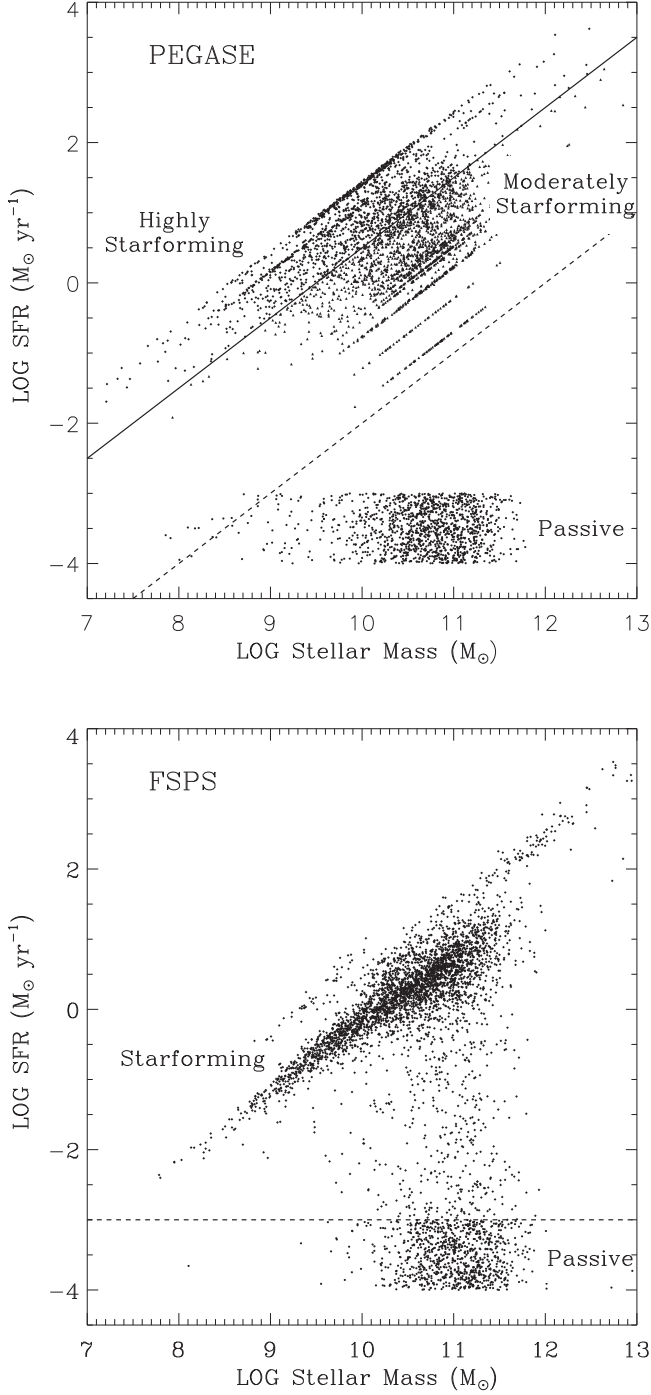 4
PEGASE
2
Moderately
Starforming
Highly
Starforming
0
LOG SFR (M⊙ yr⁻¹)
−2
Passive
−4
7 8 9 10 11 12 13
LOG Stellar Mass (M⊙)
4
FSPS
2
0
LOG SFR (M⊙ yr⁻¹)
Starforming
−2
Passive
−4
7 8 9 10 11 12 13
LOG Stellar Mass (M⊙)